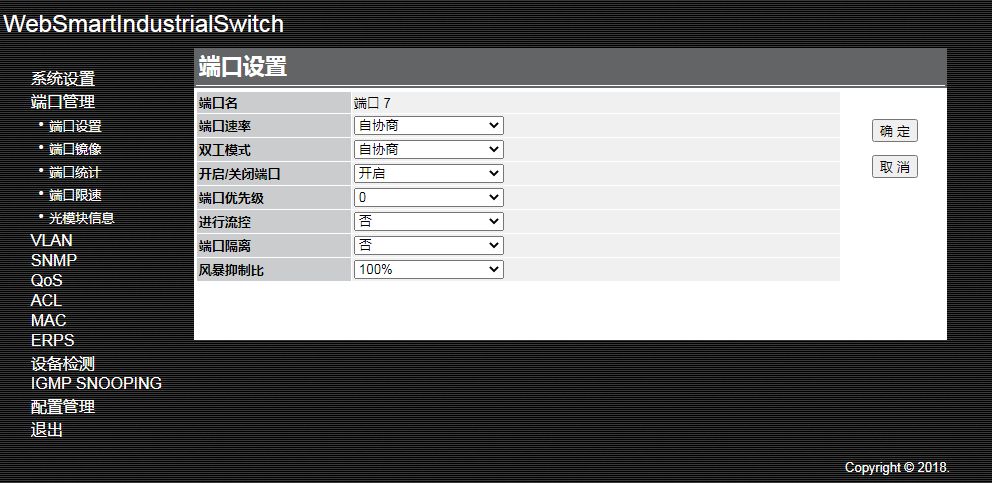 WebSmartIndustrialSwitch
系统设置
端口管理
• 端口设置
• 端口镜像
• 端口统计
• 端口限速
• 光模块信息
VLAN
SNMP
QoS
ACL
MAC
ERPS
设备检测
IGMP SNOOPING
配置管理
退出
端口设置
端口名 端口 7
端口速率 自协商
双工模式 自协商
开启/关闭端口 开启
端口优先级 0
进行流控 否
端口隔离 否
风暴抑制比 100%
确 定
取 消
Copyright © 2018.